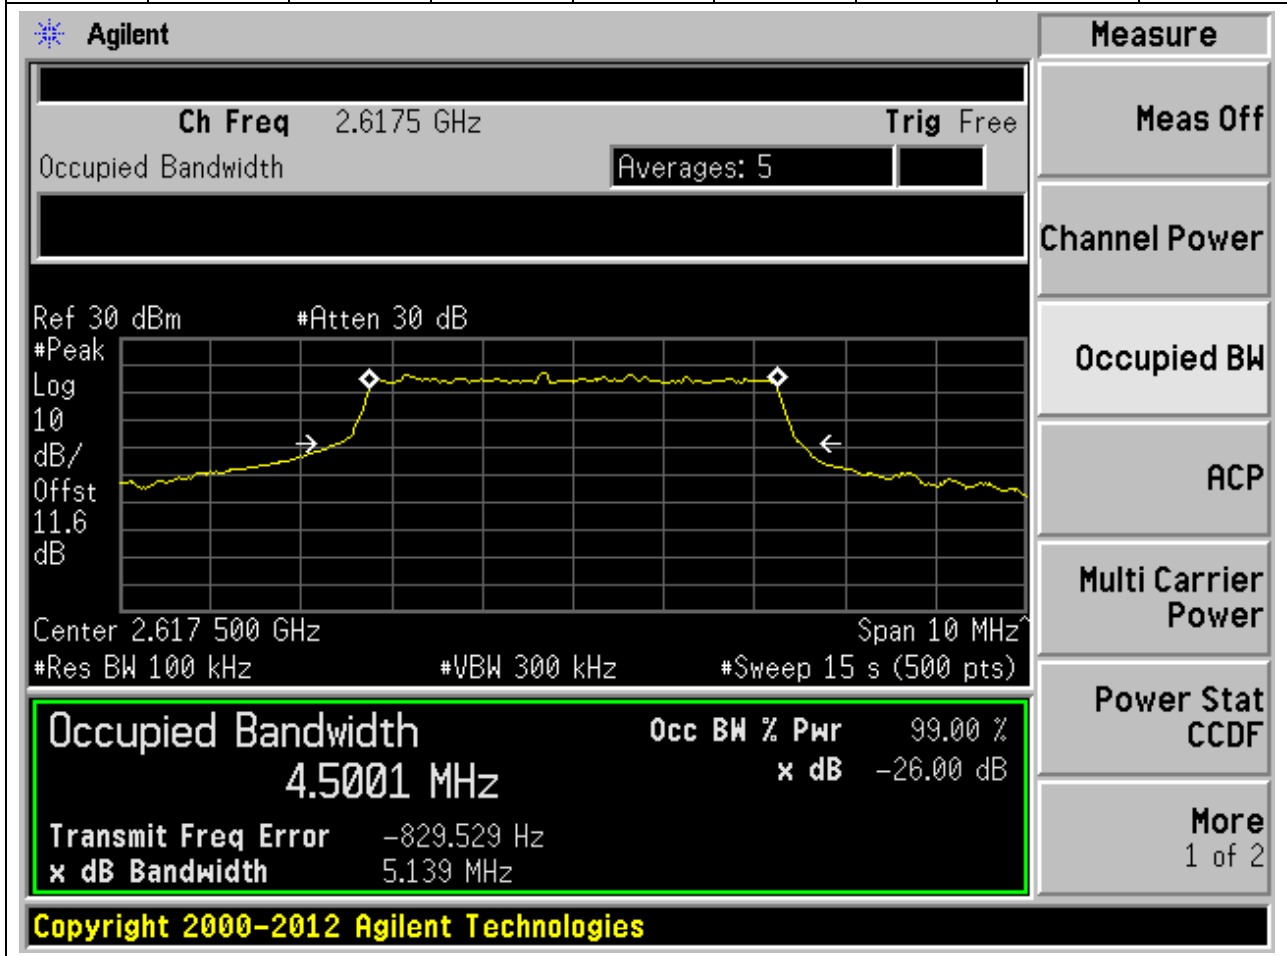 Agilent
Measure
Ch Freq 2.6175 GHz Trig Free
Occupied Bandwidth Averages: 5
Meas Off
Channel Power
Occupied BW
ACP
Multi Carrier
Power
Power Stat
CCDF
More
1 of 2
Ref 30 dBm #Atten 30 dB
#Peak
Log
10
dB/
Offst
11.6
dB
Center 2.617 500 GHz Span 10 MHz^
#Res BW 100 kHz #VBW 300 kHz #Sweep 15 s (500 pts)
Occupied Bandwidth Occ BW % Pwr 99.00 %
4.5001 MHz x dB -26.00 dB
Transmit Freq Error -829.529 Hz
x dB Bandwidth 5.139 MHz
Copyright 2000-2012 Agilent Technologies